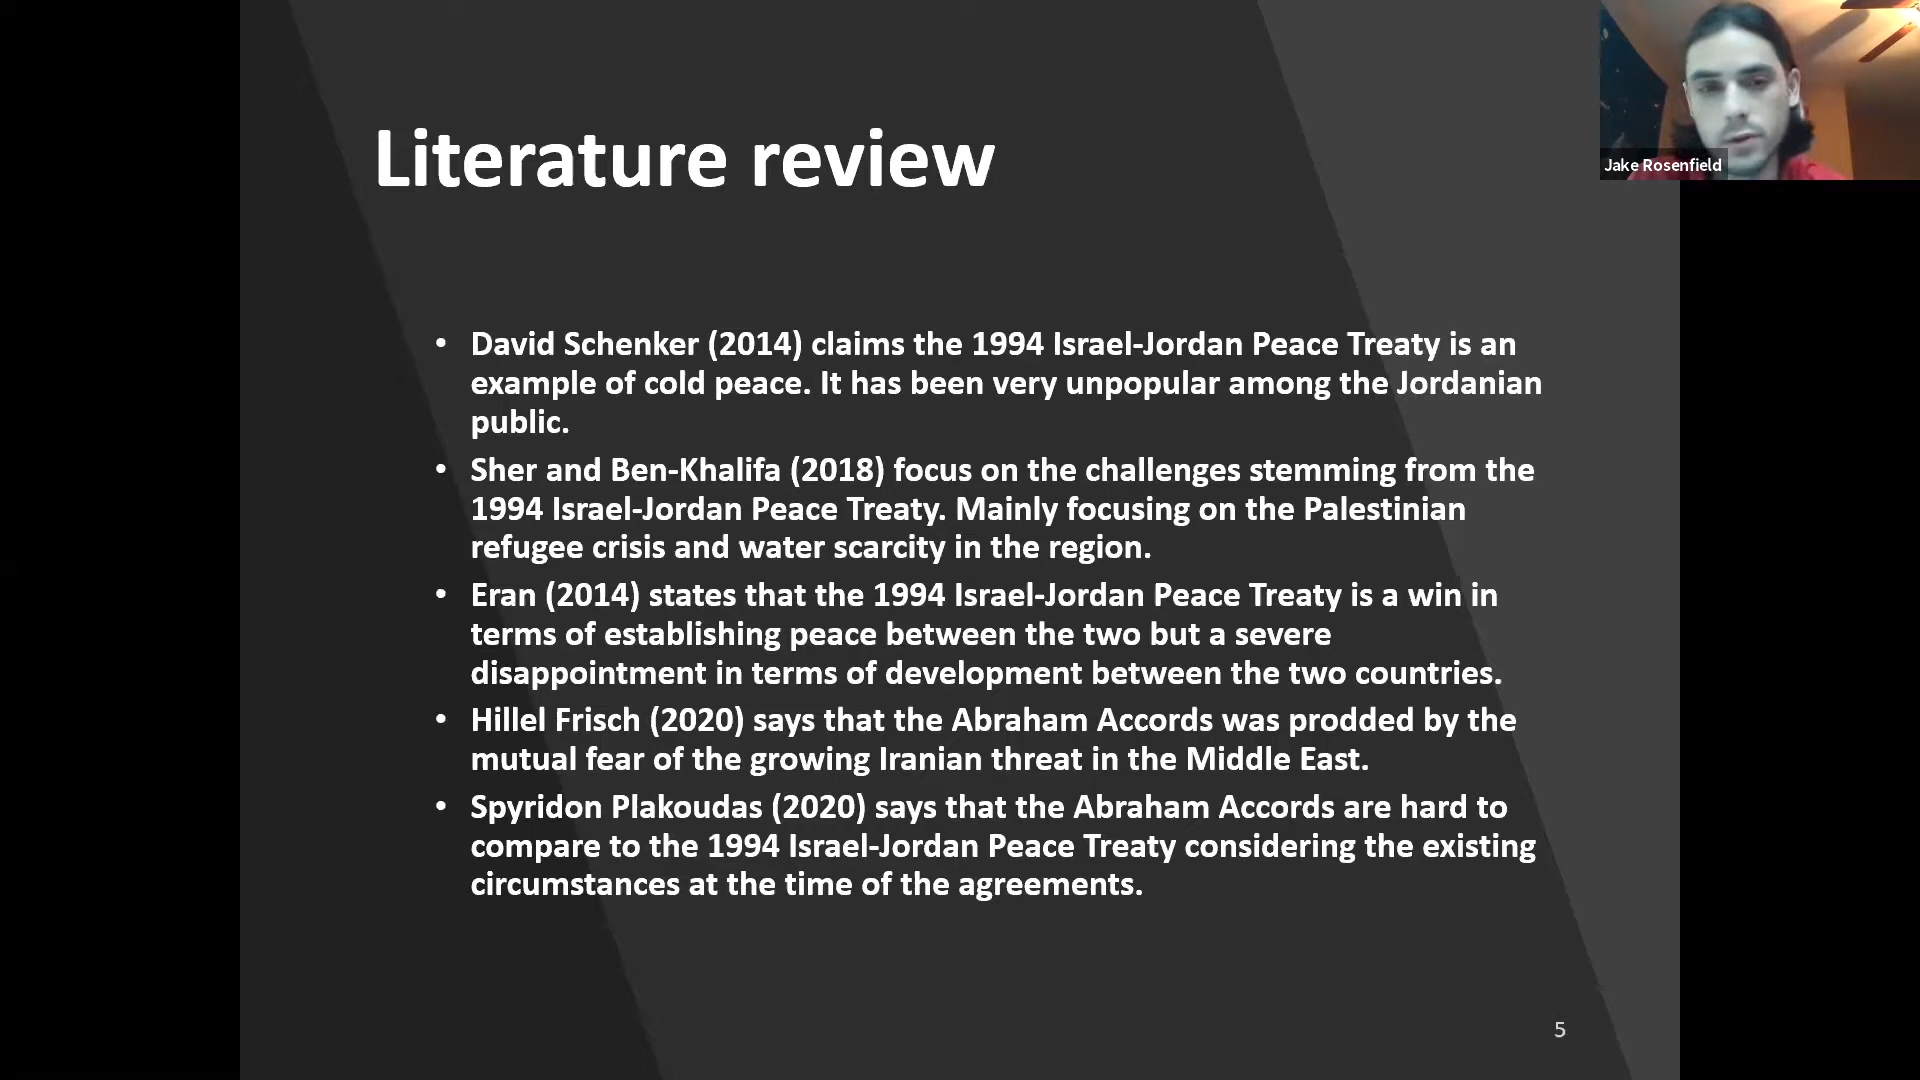 Literature review
Jake Rosenfield
• David Schenker (2014) claims the 1994 Israel-Jordan Peace Treaty is an
example of cold peace. It has been very unpopular among the Jordanian
public.
• Sher and Ben-Khalifa (2018) focus on the challenges stemming from the
1994 Israel-Jordan Peace Treaty. Mainly focusing on the Palestinian
refugee crisis and water scarcity in the region.
• Eran (2014) states that the 1994 Israel-Jordan Peace Treaty is a win in
terms of establishing peace between the two but a severe
disappointment in terms of development between the two countries.
• Hillel Frisch (2020) says that the Abraham Accords was prodded by the
mutual fear of the growing Iranian threat in the Middle East.
• Spyridon Plakoudas (2020) says that the Abraham Accords are hard to
compare to the 1994 Israel-Jordan Peace Treaty considering the existing
circumstances at the time of the agreements.
5